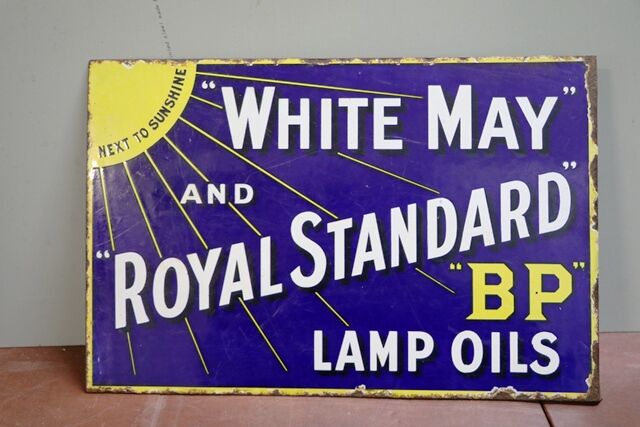 NEXT TO SUNSHINE
"WHITE MAY"
AND
"ROYAL STANDARD"
"BP"
LAMP OILS